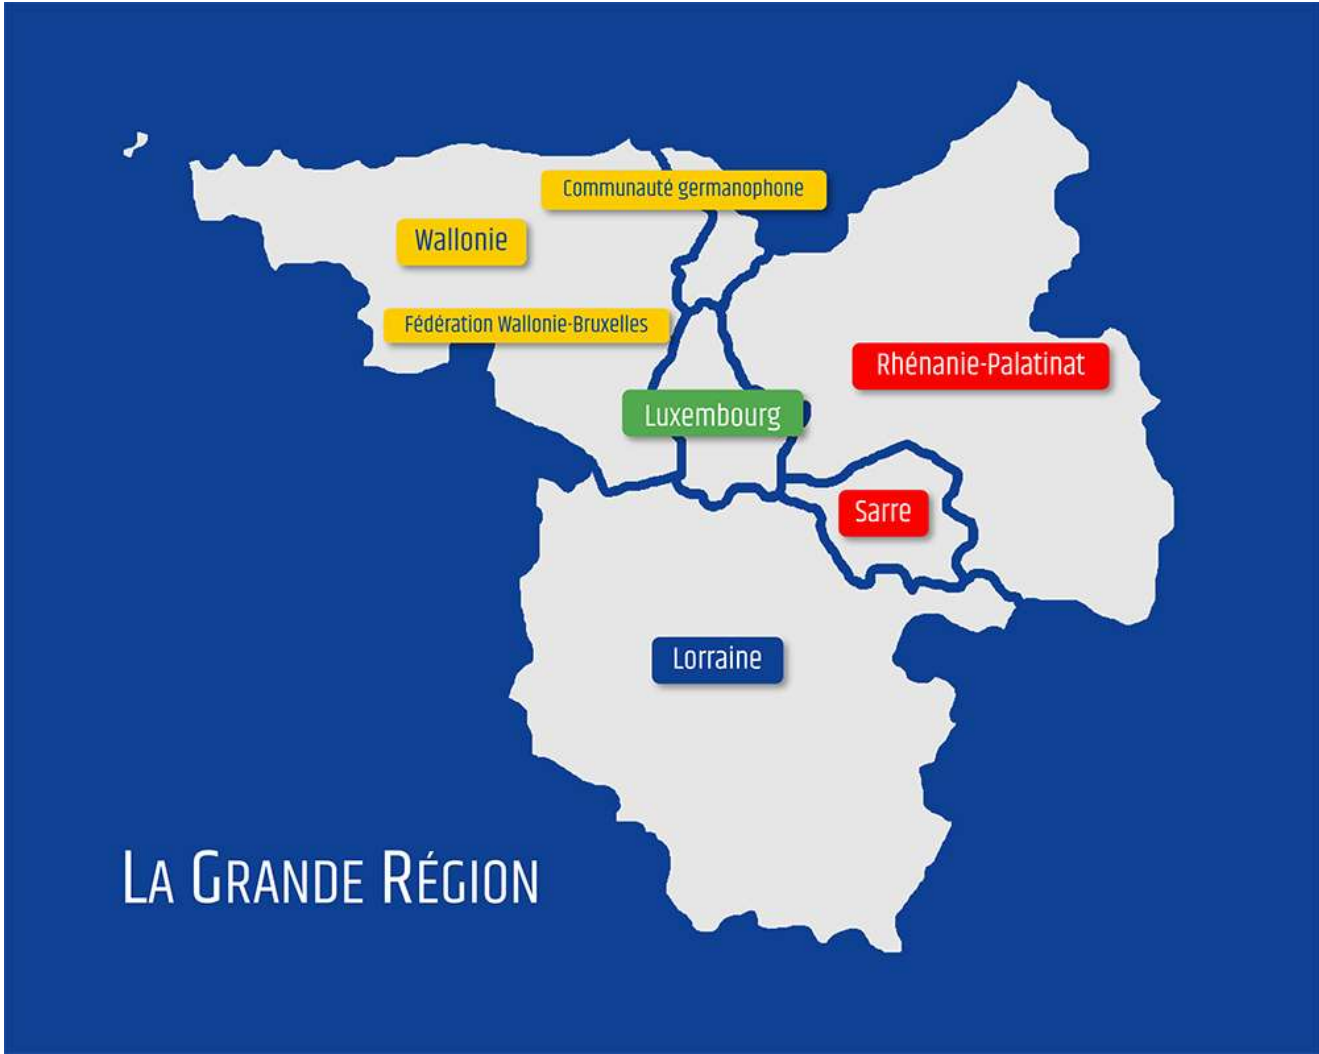 Communauté germanophone
Wallonie
Fédération Wallonie-Bruxelles
Rhénanie-Palatinat
Luxembourg
Sarre
Lorraine
LA GRANDE RÉGION